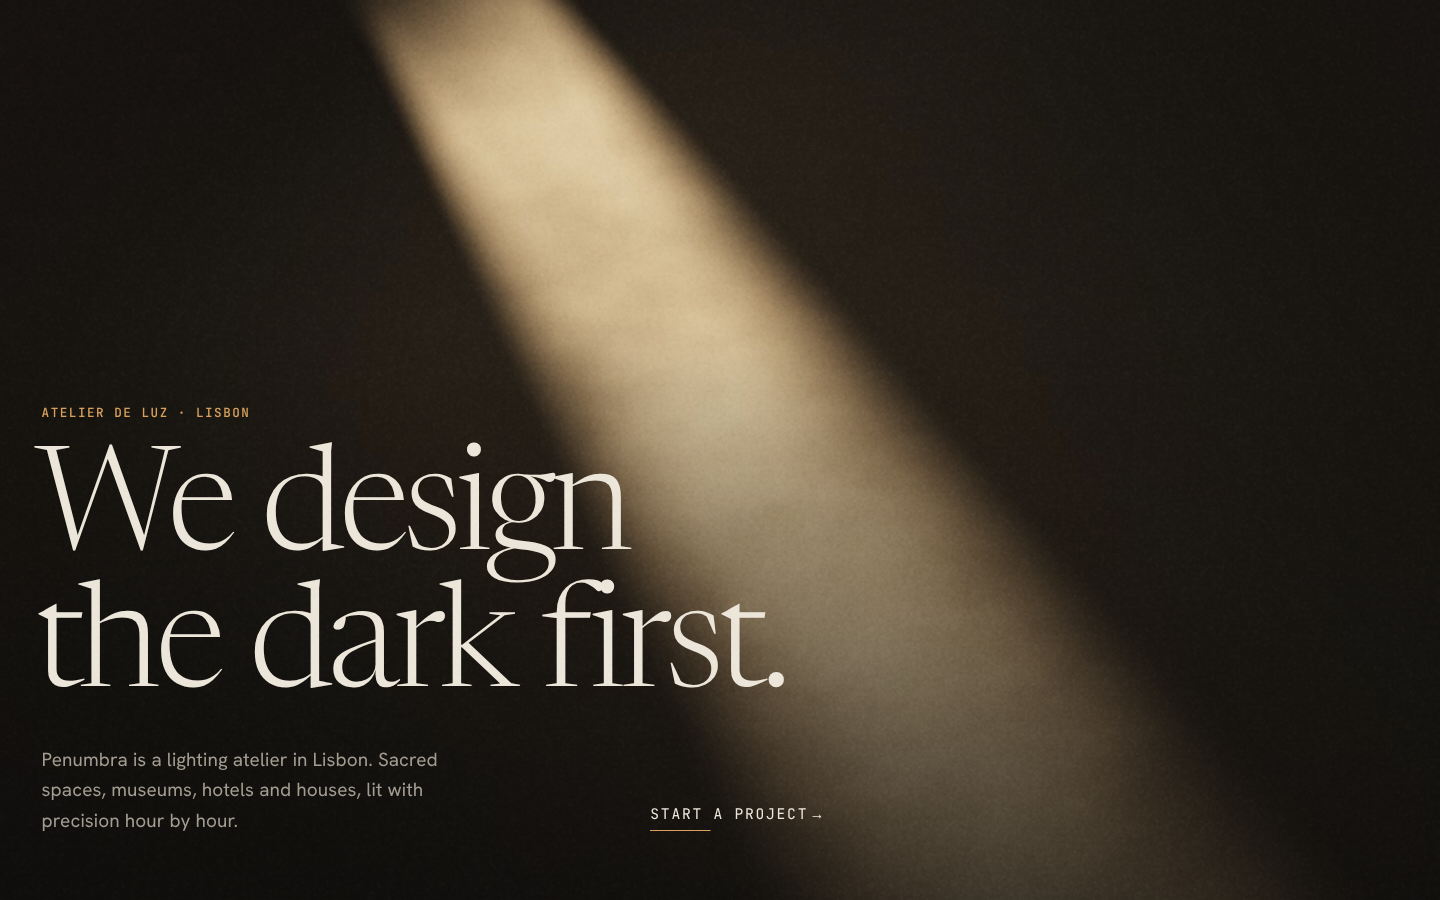 ATELIER DE LUZ · LISBON
We design
the dark first.
Penumbra is a lighting atelier in Lisbon. Sacred
spaces, museums, hotels and houses, lit with
precision hour by hour.
START A PROJECT →